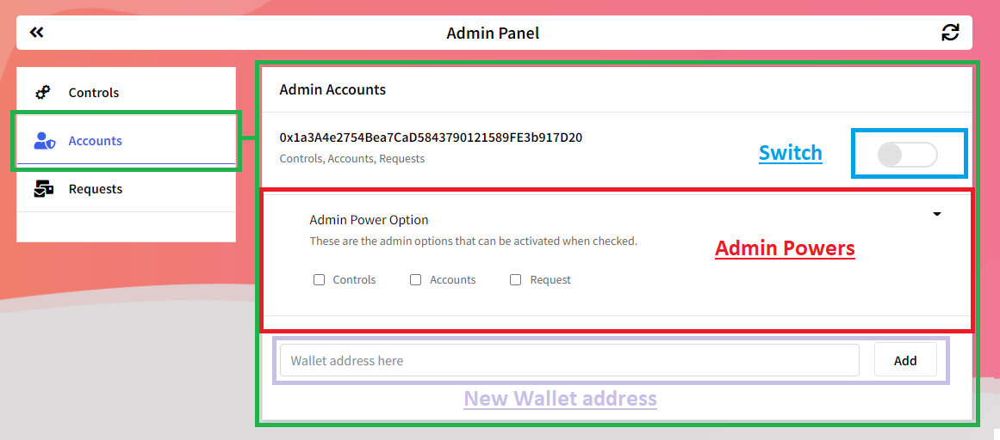 Admin Panel
Controls
Accounts
Requests
Admin Accounts
0x1a3A4e2754Bea7CaD5843790121589FE3b917D20
Controls, Accounts, Requests
Switch
Admin Power Option
These are the admin options that can be activated when checked.
Admin Powers
Controls
Accounts
Request
Wallet address here
Add
New Wallet address